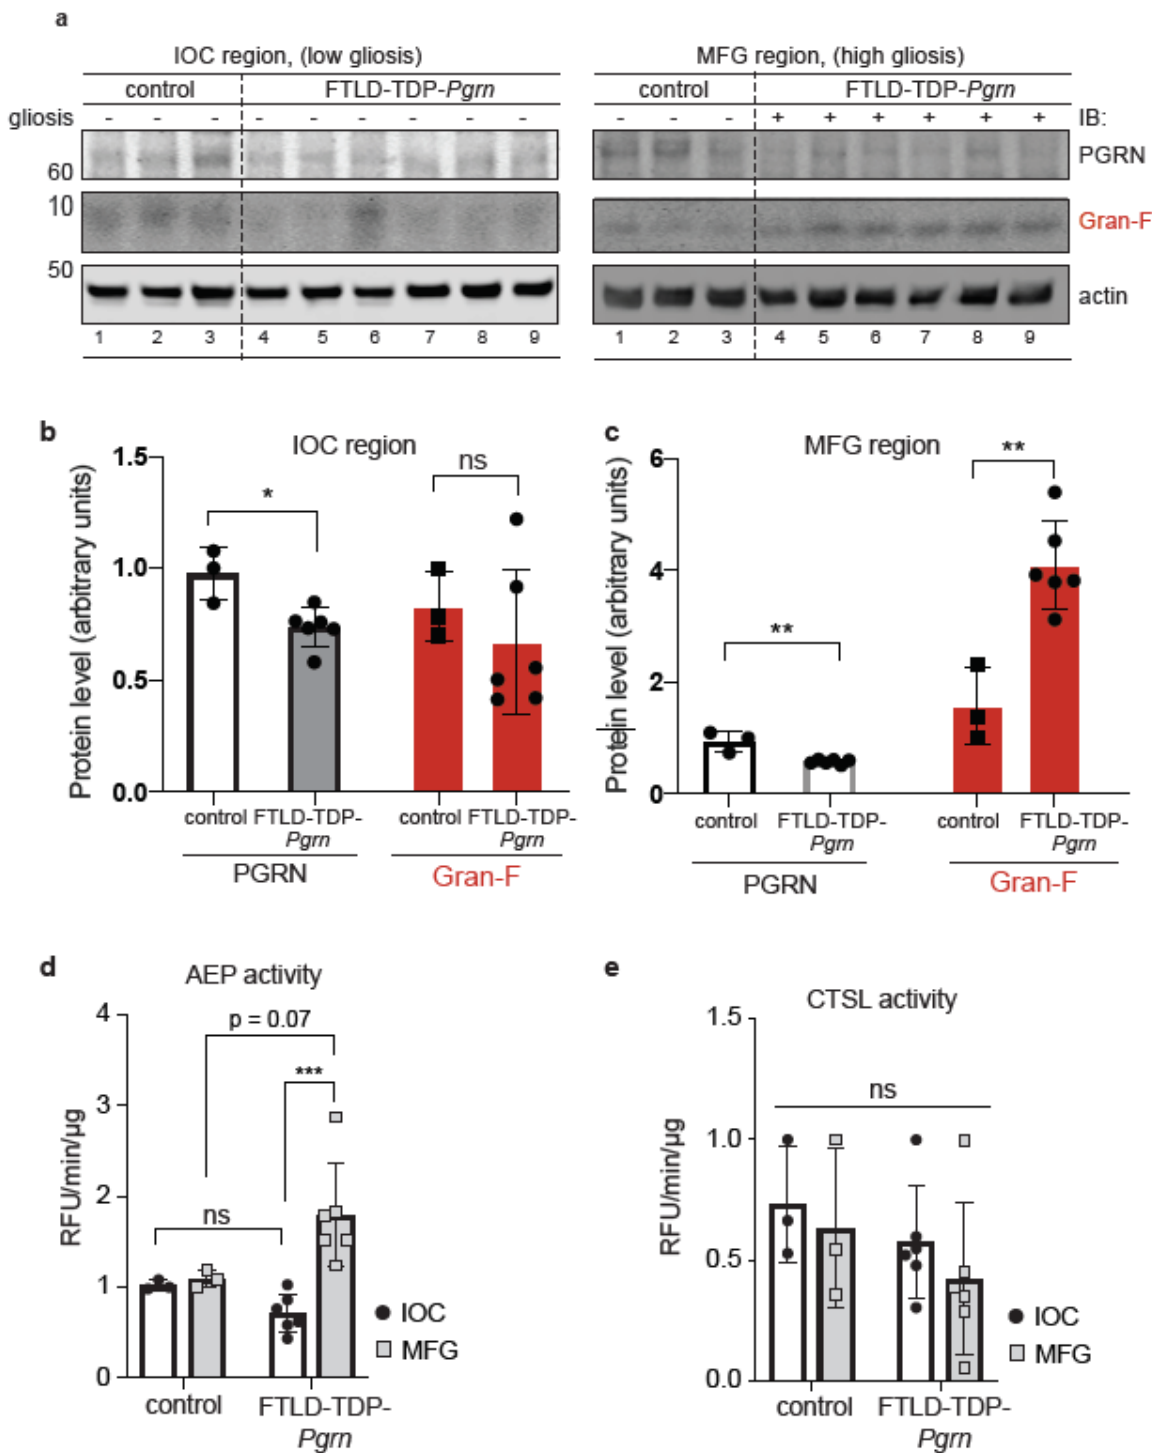 a
IOC region, (low gliosis)
control FTLD-TDP-Pgrn
gliosis - - - - - - - - -
60
10
50
1 2 3 4 5 6 7 8 9
MFG region, (high gliosis)
control FTLD-TDP-Pgrn
- - - + + + + + + IB:
PGRN
Gran-F
actin
1 2 3 4 5 6 7 8 9
b
IOC region
Protein level (arbitrary units)
1.5
1.0
0.5
0.0
*
ns
control FTLD-TDP- control FTLD-TDP-
Pgrn Pgrn
PGRN Gran-F
c
MFG region
Protein level (arbitrary units)
6
4
2
0
**
**
control FTLD-TDP- control FTLD-TDP-
Pgrn Pgrn
PGRN Gran-F
d
AEP activity
RFU/min/µg
4
3
2
1
0
p = 0.07
***
ns
IOC
MFG
control FTLD-TDP-
Pgrn
e
CTSL activity
RFU/min/µg
1.5
1.0
0.5
0.0
ns
IOC
MFG
control FTLD-TDP-
Pgrn